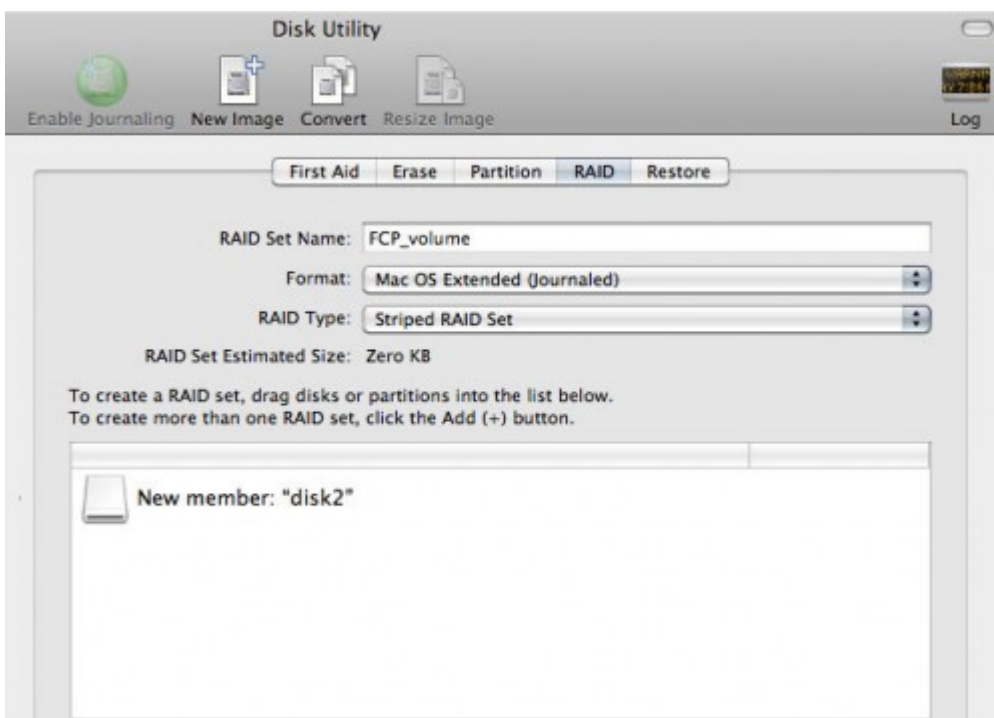 Disk Utility
Enable Journaling New Image Convert Resize Image Log
First Aid Erase Partition RAID Restore
RAID Set Name: FCP_volume
Format: Mac OS Extended (Journaled)
RAID Type: Striped RAID Set
RAID Set Estimated Size: Zero KB
To create a RAID set, drag disks or partitions into the list below.
To create more than one RAID set, click the Add (+) button.
New member: "disk2"